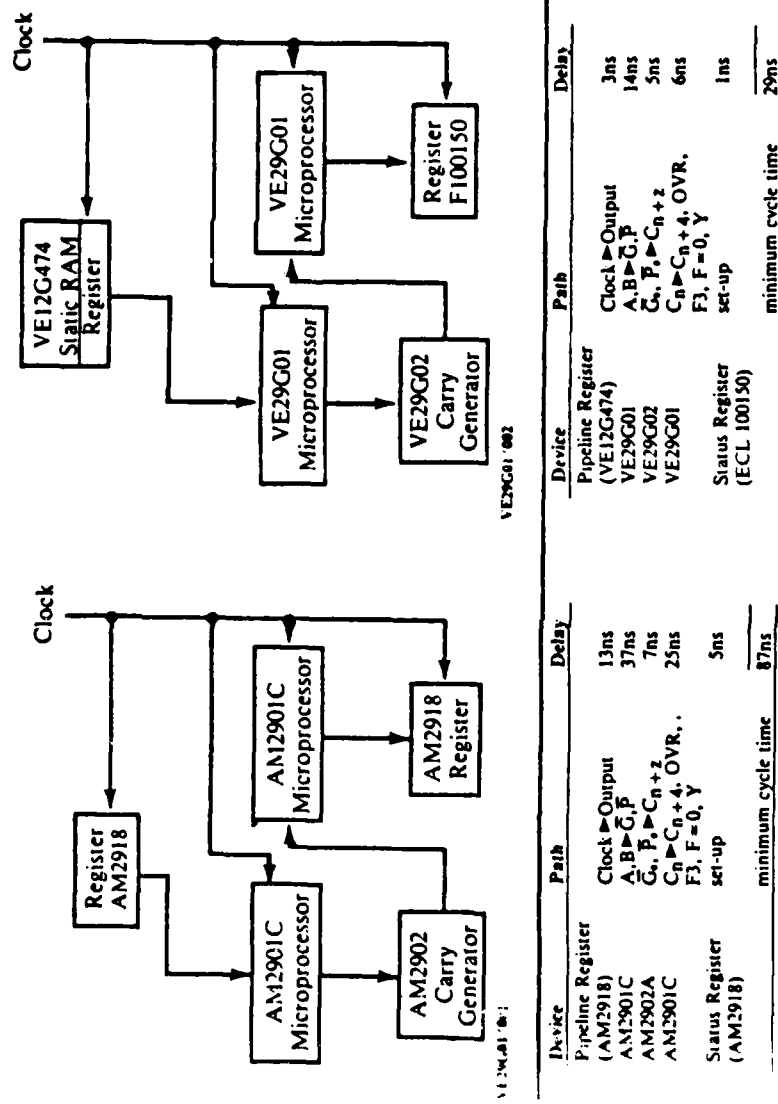 Clock
Register
AM2918
AM2901C
Microprocessor
AM2901C
Microprocessor
AM2902
Carry
Generator
AM2918
Register
Device Path Delay
Pipeline Register
(AM2918) Clock ►Output 13ns
AM2901C A,B►G̅,P̅ 37ns
AM2902A G̅₀, P̅, ►Cn+z 7ns
AM2901C Cn►Cn+4, OVR, .
F3, F=0, Y 25ns
Status Register set-up 5ns
(AM2918)
minimum cycle time 87ns
Clock
VE12G474
Static RAM
Register
VE29G01
Microprocessor
VE29G01
Microprocessor
VE29G02
Carry
Generator
Register
F100150
VE29G01/002
Device Path Delay
Pipeline Register
(VE12G474) Clock ►Output 3ns
VE29G01 A,B►G̅,P̅ 14ns
VE29G02 G̅₀, P̅, ►Cn+z 5ns
VE29G01 Cn►Cn+4, OVR,
F3, F=0, Y 6ns
Status Register set-up 1ns
(ECL 100150)
minimum cycle time 29ns